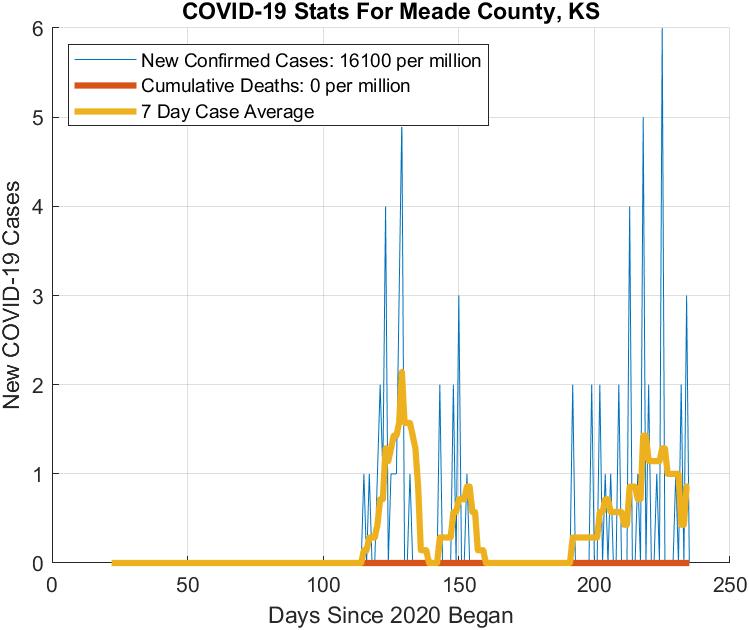 COVID-19 Stats For Meade County, KS
New Confirmed Cases: 16100 per million
Cumulative Deaths: 0 per million
7 Day Case Average
New COVID-19 Cases
6
5
4
3
2
1
0
0 50 100 150 200 250
Days Since 2020 Began